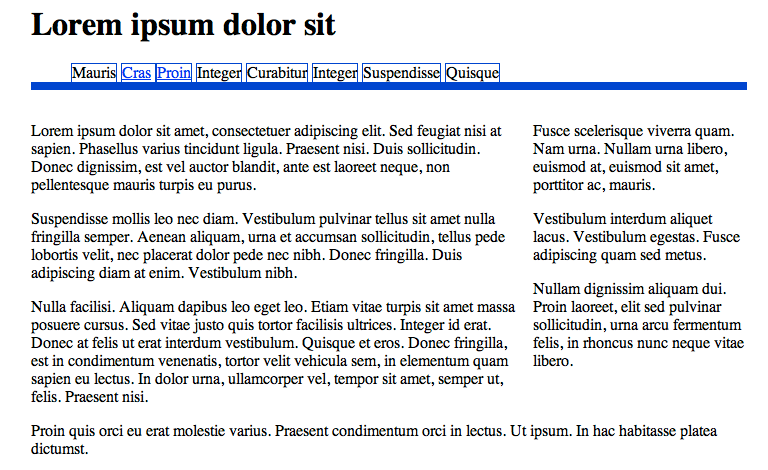 Lorem ipsum dolor sit
Mauris Cras Proin Integer Curabitur Integer Suspendisse Quisque
Lorem ipsum dolor sit amet, consectetuer adipiscing elit. Sed feugiat nisi at
sapien. Phasellus varius tincidunt ligula. Praesent nisi. Duis sollicitudin.
Donec dignissim, est vel auctor blandit, ante est laoreet neque, non
pellentesque mauris turpis eu purus.
Suspendisse mollis leo nec diam. Vestibulum pulvinar tellus sit amet nulla
fringilla semper. Aenean aliquam, urna et accumsan sollicitudin, tellus pede
lobortis velit, nec placerat dolor pede nec nibh. Donec fringilla. Duis
adipiscing diam at enim. Vestibulum nibh.
Nulla facilisi. Aliquam dapibus leo eget leo. Etiam vitae turpis sit amet massa
posuere cursus. Sed vitae justo quis tortor facilisis ultrices. Integer id erat.
Donec at felis ut erat interdum vestibulum. Quisque et eros. Donec fringilla,
est in condimentum venenatis, tortor velit vehicula sem, in elementum quam
sapien eu lectus. In dolor urna, ullamcorper vel, tempor sit amet, semper ut,
felis. Praesent nisi.
Fusce scelerisque viverra quam.
Nam urna. Nullam urna libero,
euismod at, euismod sit amet,
porttitor ac, mauris.
Vestibulum interdum aliquet
lacus. Vestibulum egestas. Fusce
adipiscing quam sed metus.
Nullam dignissim aliquam dui.
Proin laoreet, elit sed pulvinar
sollicitudin, urna arcu fermentum
felis, in rhoncus nunc neque vitae
libero.
Proin quis orci eu erat molestie varius. Praesent condimentum orci in lectus. Ut ipsum. In hac habitasse platea
dictumst.